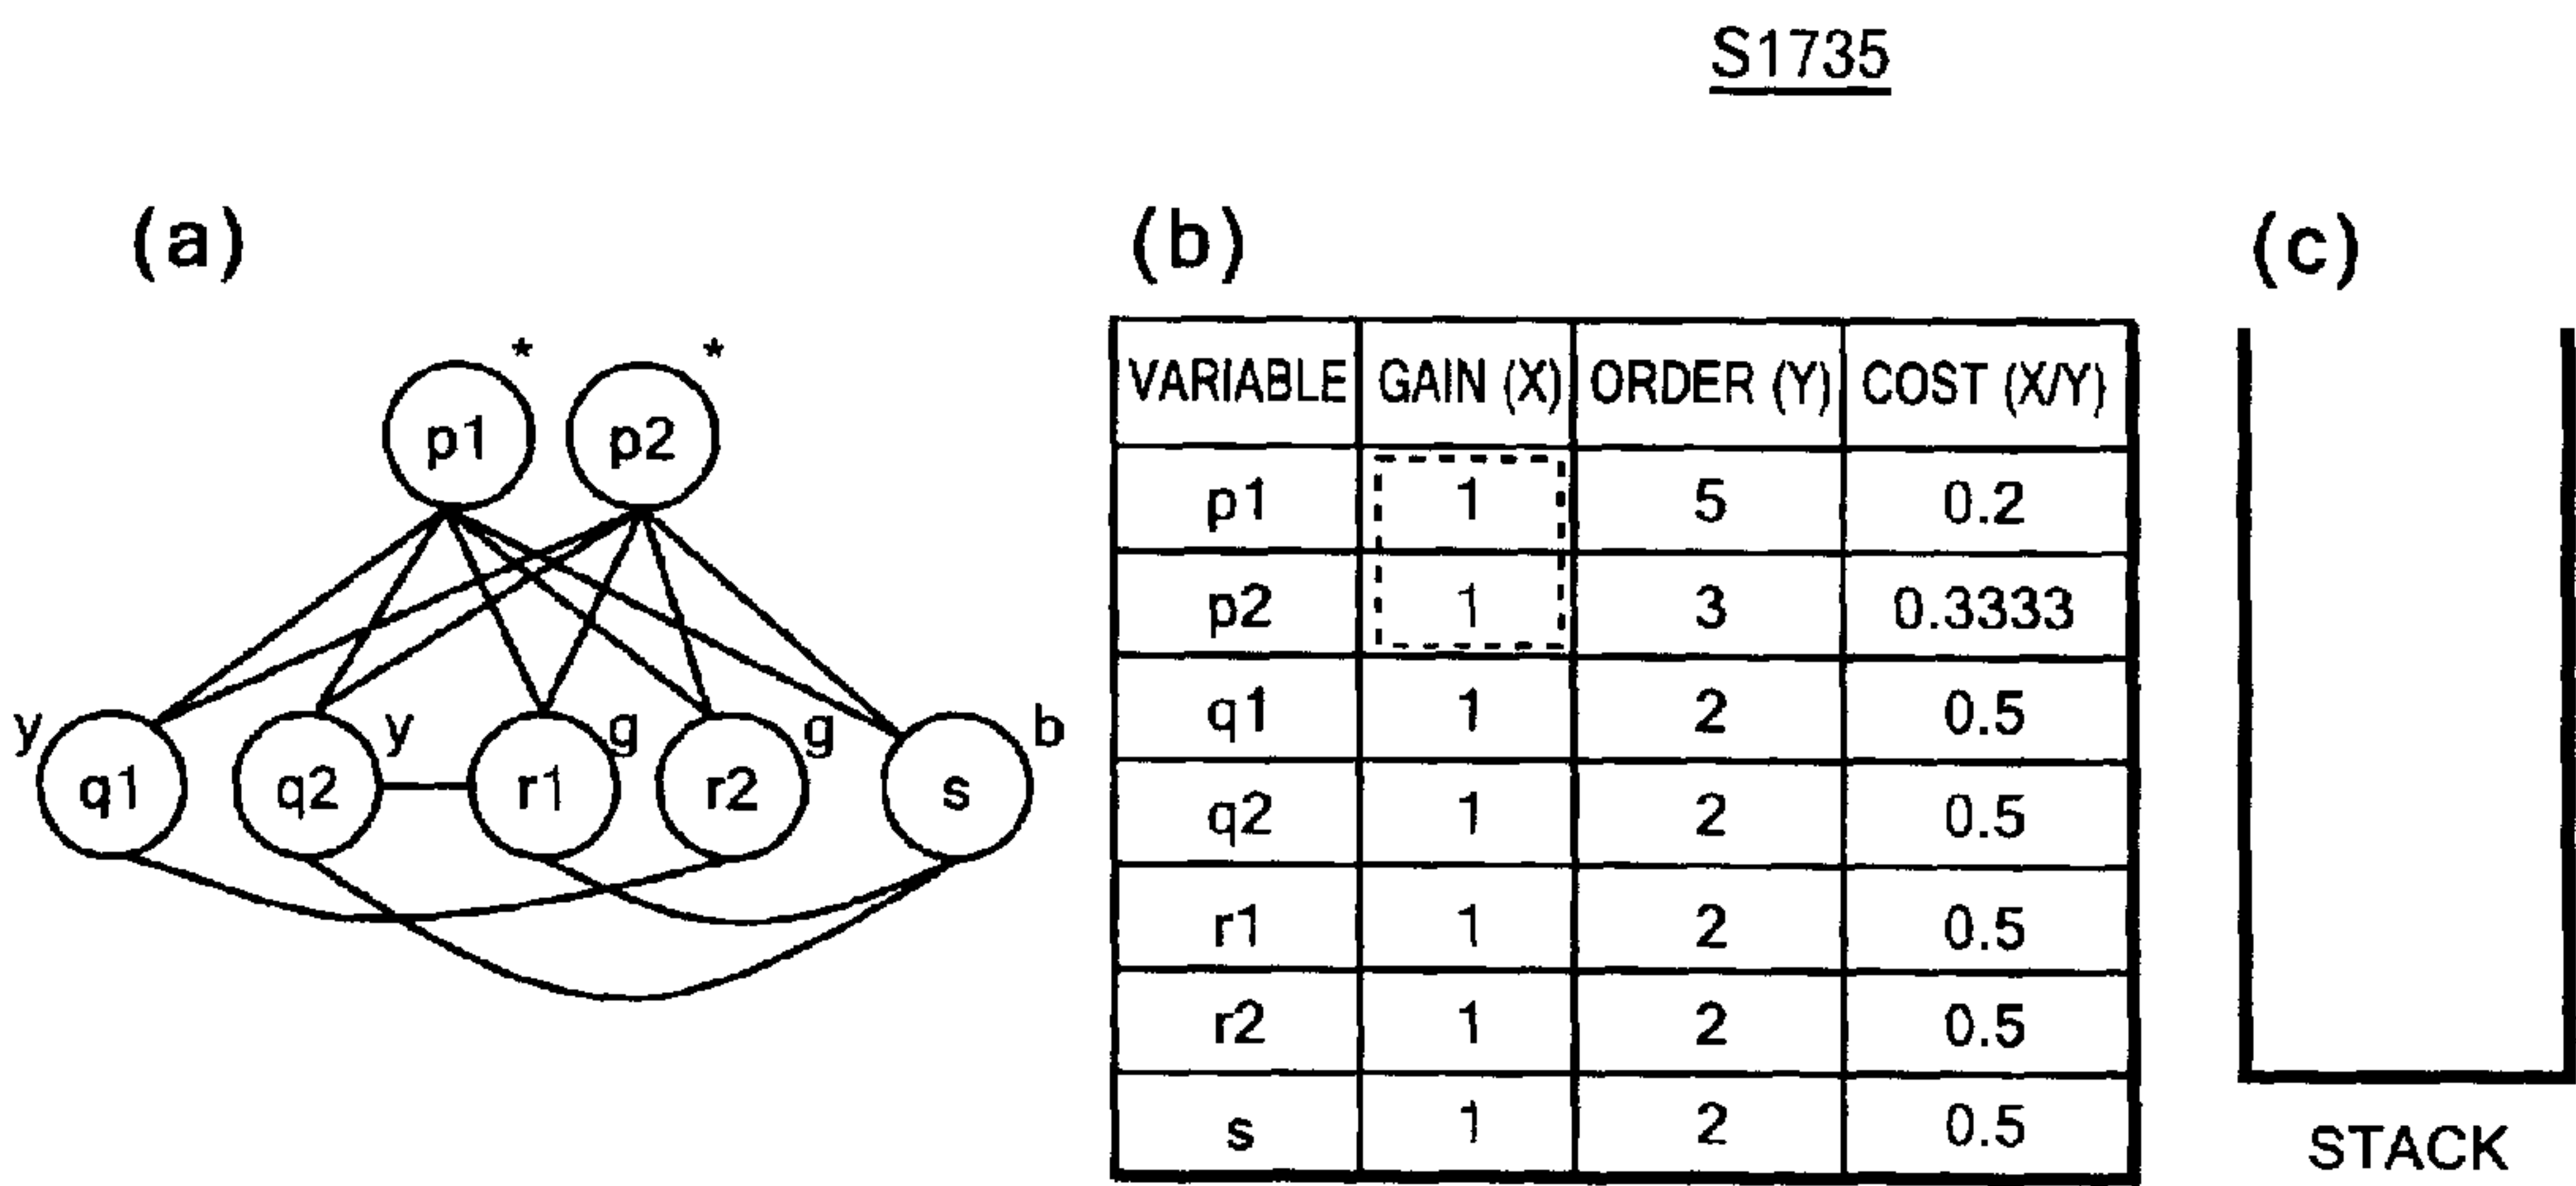 S1735
(a)
* *
p1 p2
y y g g b
q1 q2 r1 r2 s
(b)
VARIABLE GAIN (X) ORDER (Y) COST (X/Y)
p1 1 5 0.2
p2 1 3 0.3333
q1 1 2 0.5
q2 1 2 0.5
r1 1 2 0.5
r2 1 2 0.5
s 1 2 0.5
(c)
STACK